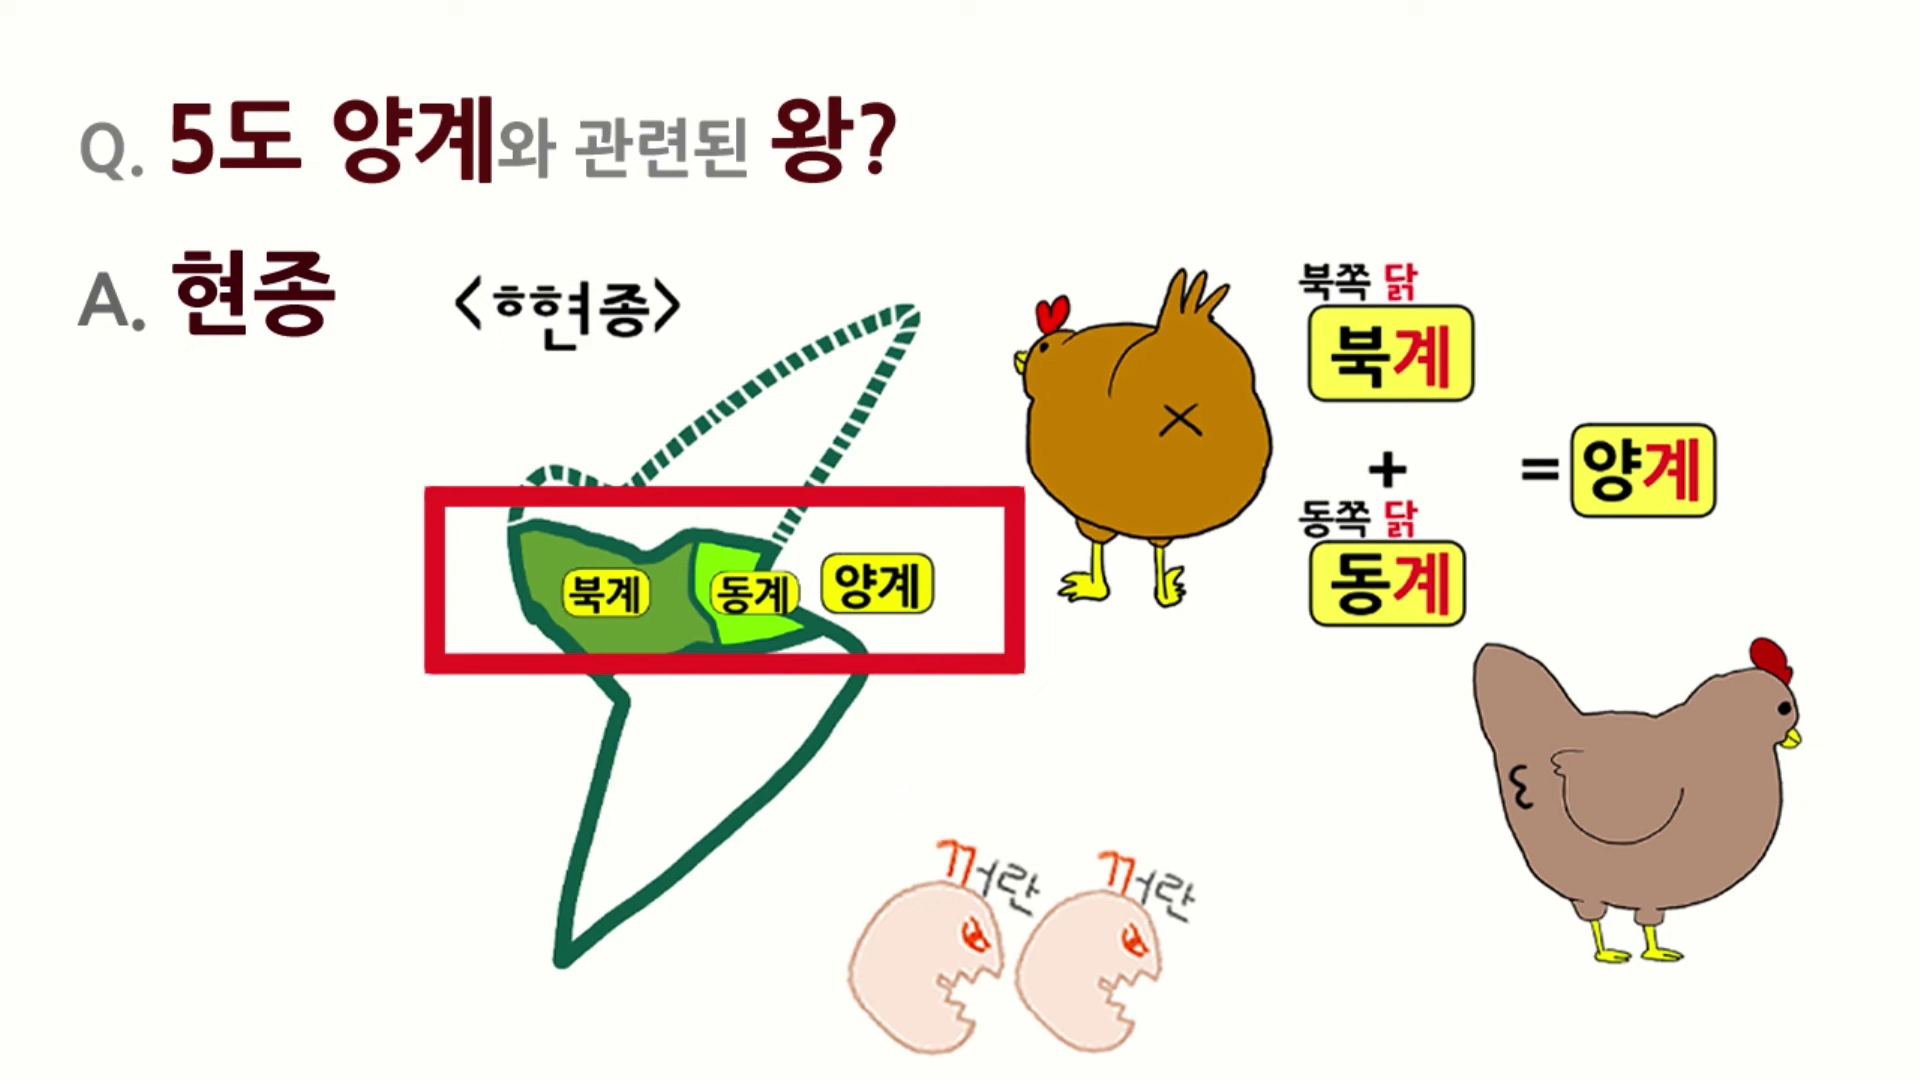 Q. 5도 양계와 관련된 왕?
A. 현종
<ㅎ현종>
북쪽 닭
북계
+
동쪽 닭
동계
= 양계
북계
동계
양계
꺼란
꺼란